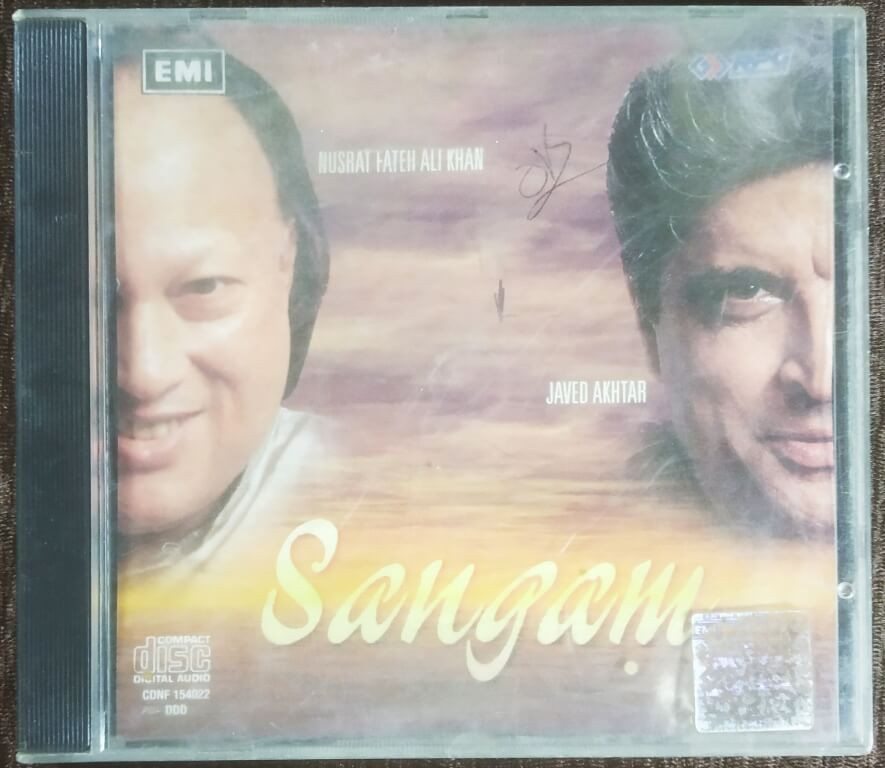 EMI
NUSRAT FATEH ALI KHAN
JAVED AKHTAR
Sangam
COMPACT
disc
DIGITAL AUDIO
CDNF 154022
DDD